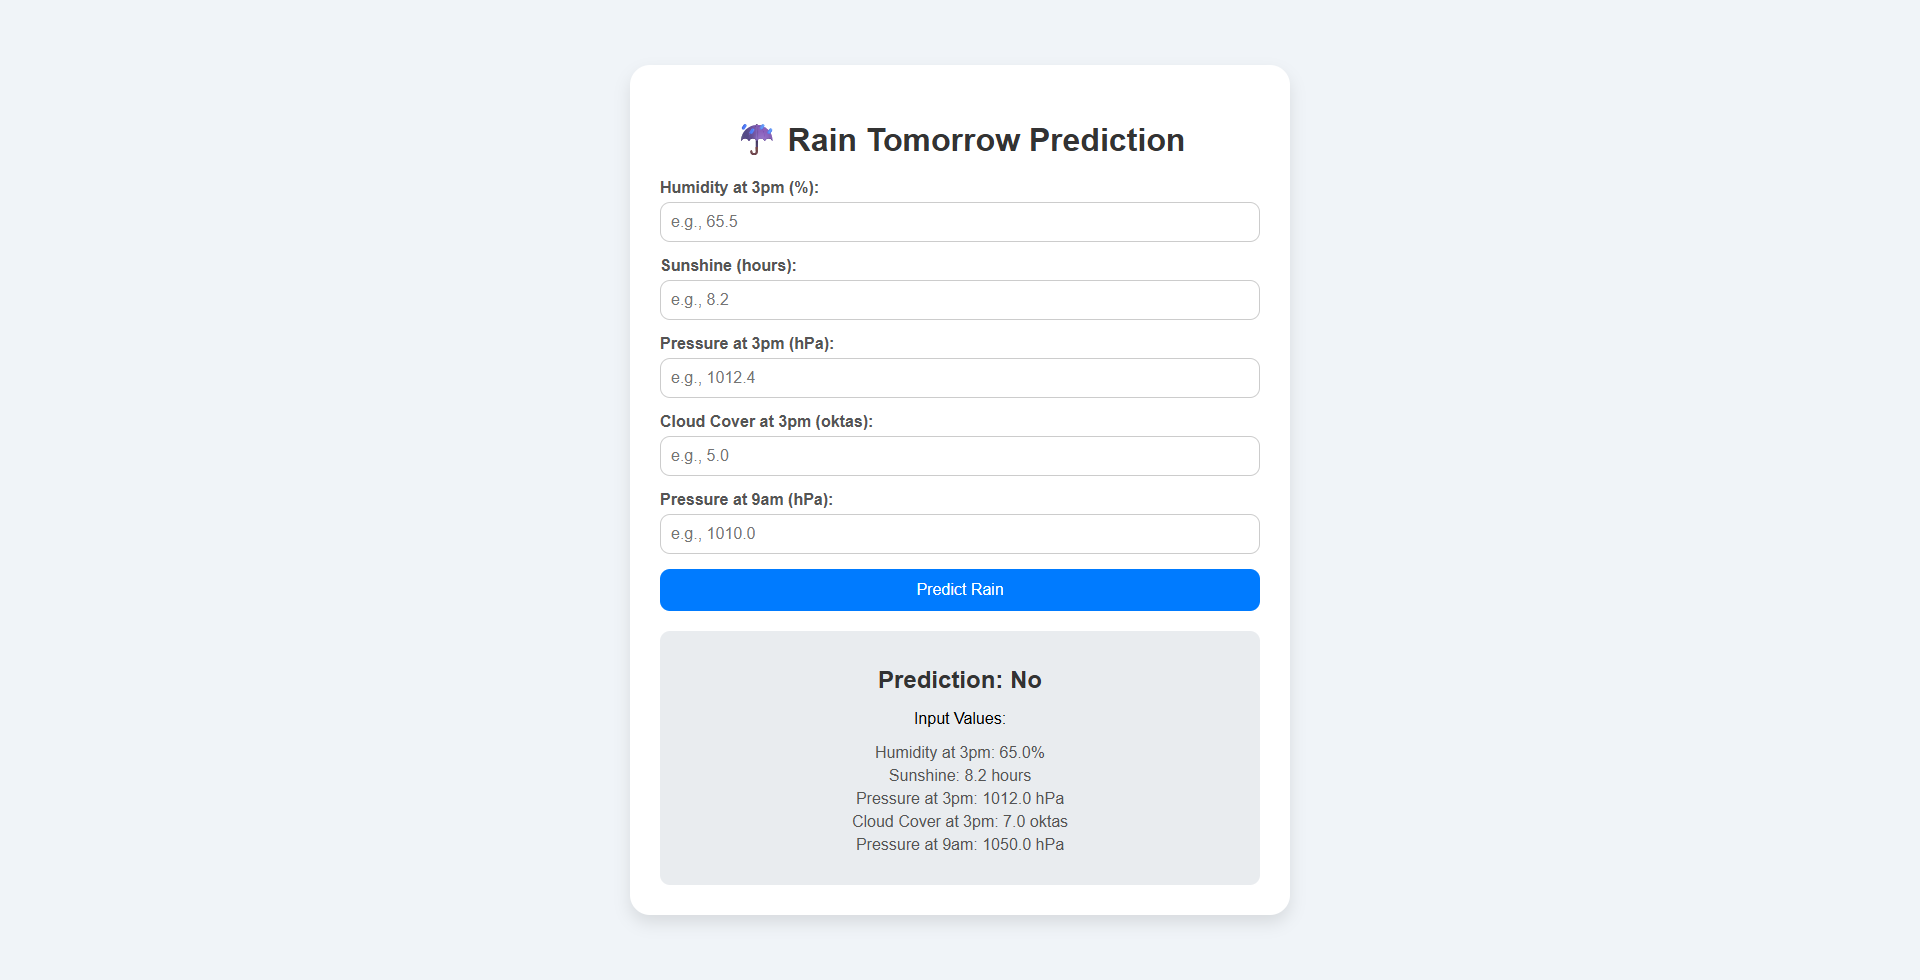 ☔ Rain Tomorrow Prediction
Humidity at 3pm (%):
e.g., 65.5
Sunshine (hours):
e.g., 8.2
Pressure at 3pm (hPa):
e.g., 1012.4
Cloud Cover at 3pm (oktas):
e.g., 5.0
Pressure at 9am (hPa):
e.g., 1010.0
Predict Rain
Prediction: No
Input Values:
Humidity at 3pm: 65.0%
Sunshine: 8.2 hours
Pressure at 3pm: 1012.0 hPa
Cloud Cover at 3pm: 7.0 oktas
Pressure at 9am: 1050.0 hPa